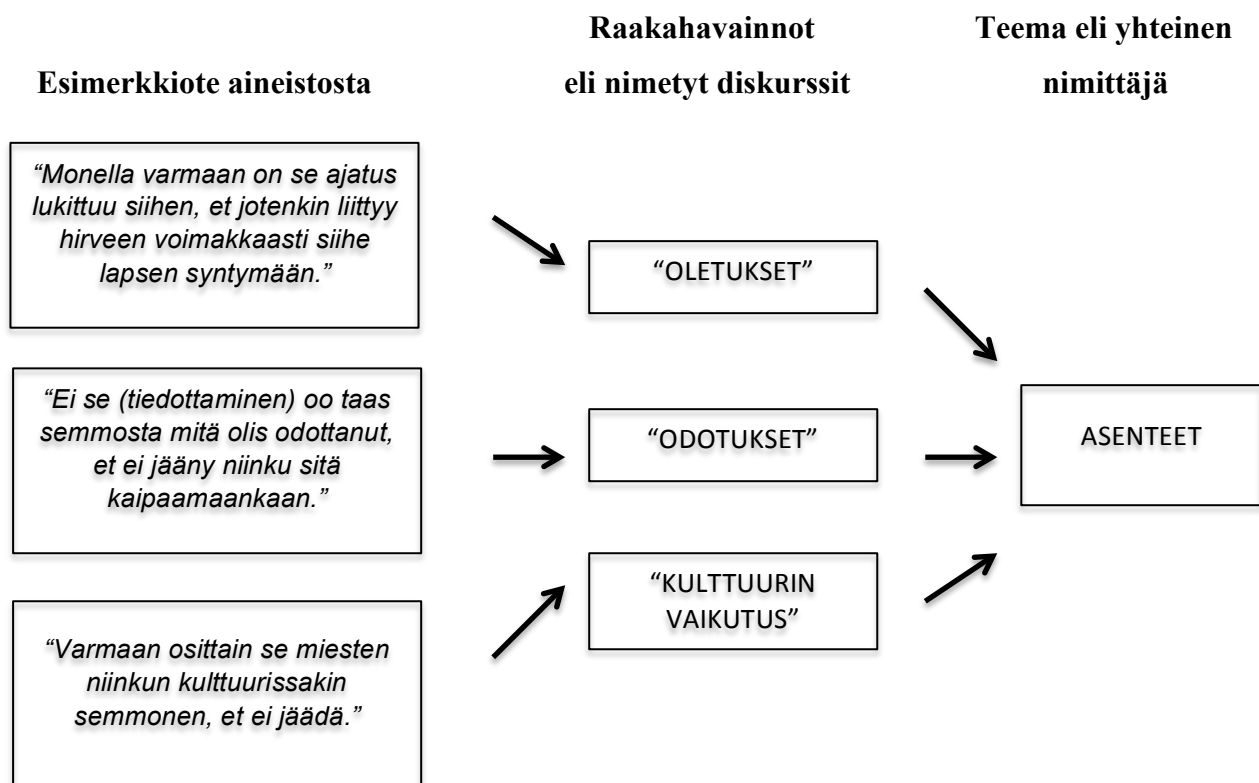 Esimerkkiote aineistosta
Raakahavainnot
eli nimetyt diskurssit
Teema eli yhteinen
nimittäjä
“Monella varmaan on se ajatus
lukittuu siihen, et jotenkin liittyy
hirveen voimakkaasti siihe
lapsen syntymään.”
“OLETUKSET”
“Ei se (tiedottaminen) oo taas
semmosta mitä olis odottanut,
et ei jääny niinku sitä
kaipaamaankaan.”
“ODOTUKSET”
ASENTEET
“Varmaan osittain se miesten
niinkun kulttuurissakin
semmonen, et ei jäädä.”
“KULTTUURIN
VAIKUTUS”